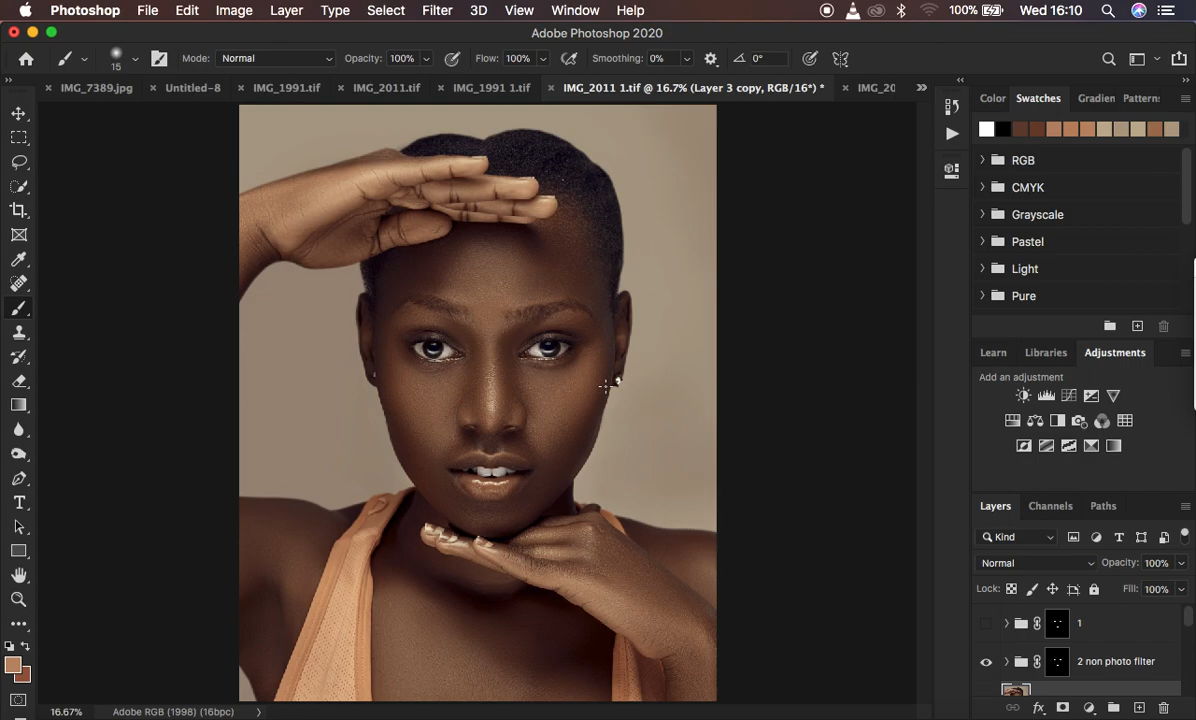 Photoshop File Edit Image Layer Type Select Filter 3D View Window Help 100% Wed 16:10
Adobe Photoshop 2020
15 Mode: Normal Opacity: 100% Flow: 100% Smoothing: 0% 0°
IMG_7389.jpg Untitled-8 IMG_1991.tif IMG_2011.tif IMG_1991 1.tif IMG_2011 1.tif @ 16.7% (Layer 3 copy, RGB/16*) * IMG_20
Color Swatches Gradien Patterns
RGB
CMYK
Grayscale
Pastel
Light
Pure
Learn Libraries Adjustments
Add an adjustment
Layers Channels Paths
Kind
Normal Opacity: 100%
Lock: Fill: 100%
1
2 non photo filter
16.67% Adobe RGB (1998) (16bpc)